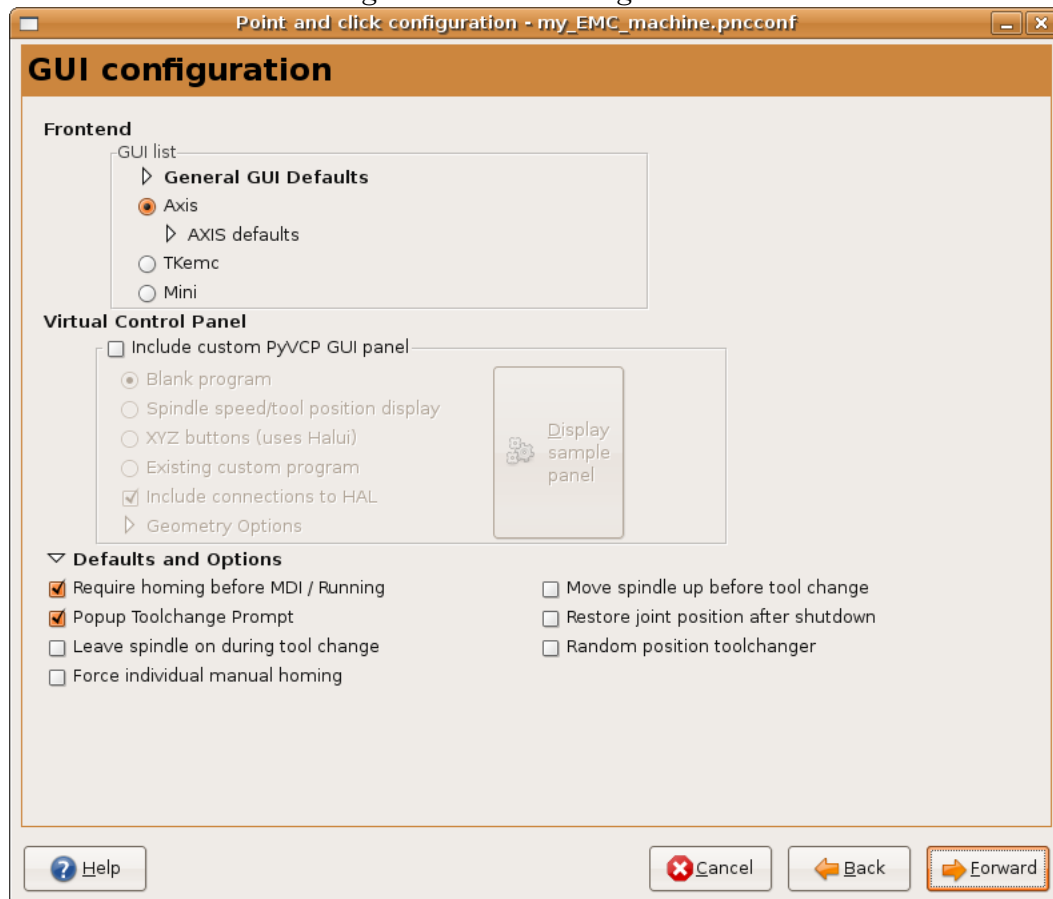 Point and click configuration - my_EMC_machine.pncconf
GUI configuration
Frontend
GUI list
General GUI Defaults
Axis
AXIS defaults
TKemc
Mini
Virtual Control Panel
Include custom PyVCP GUI panel
Blank program
Spindle speed/tool position display
XYZ buttons (uses Halui)
Existing custom program
Include connections to HAL
Geometry Options
Display
sample
panel
Defaults and Options
Require homing before MDI / Running
Popup Toolchange Prompt
Leave spindle on during tool change
Force individual manual homing
Move spindle up before tool change
Restore joint position after shutdown
Random position toolchanger
Help
Cancel
Back
Forward